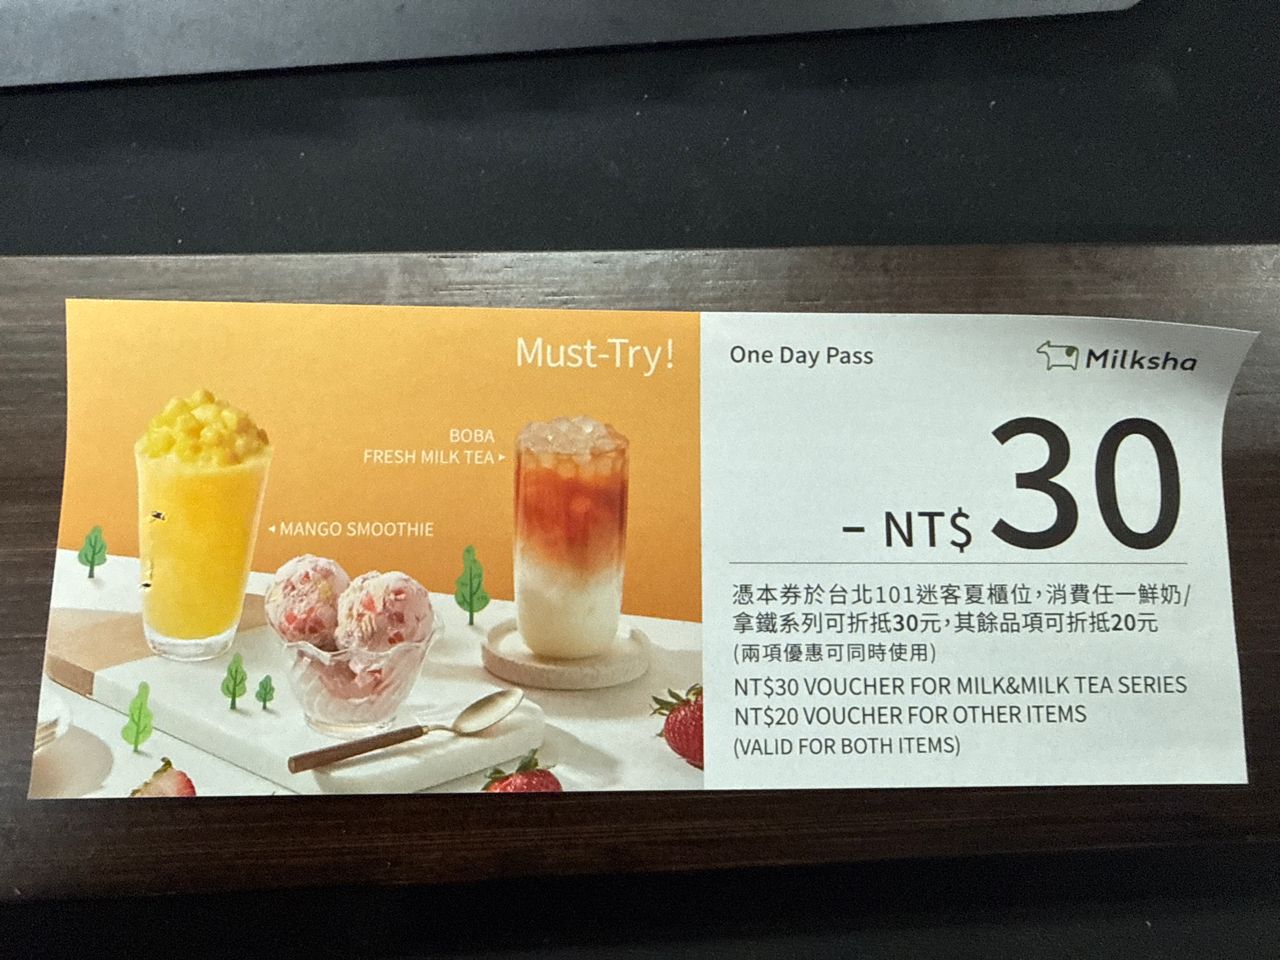 Must-Try!
BOBA
FRESH MILK TEA ▸
◂ MANGO SMOOTHIE
One Day Pass
Milksha
- NT$ 30
憑本券於台北101迷客夏櫃位,消費任一鮮奶/
拿鐵系列可折抵30元,其餘品項可折抵20元
(兩項優惠可同時使用)
NT$30 VOUCHER FOR MILK&MILK TEA SERIES
NT$20 VOUCHER FOR OTHER ITEMS
(VALID FOR BOTH ITEMS)